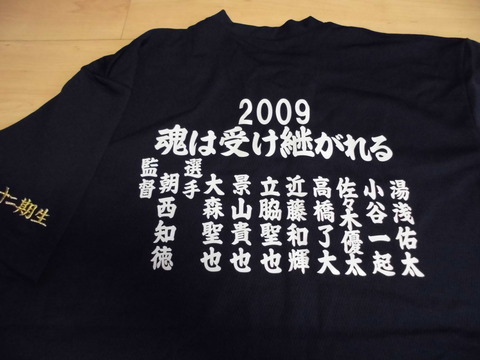 2009
魂は受け継がれる
監督
朝西知徳
選手
大森聖也
景山貴也
立脇聖也
近藤和輝
高橋了大
佐々木優太
小谷一起
湯浅佑太
十二期生